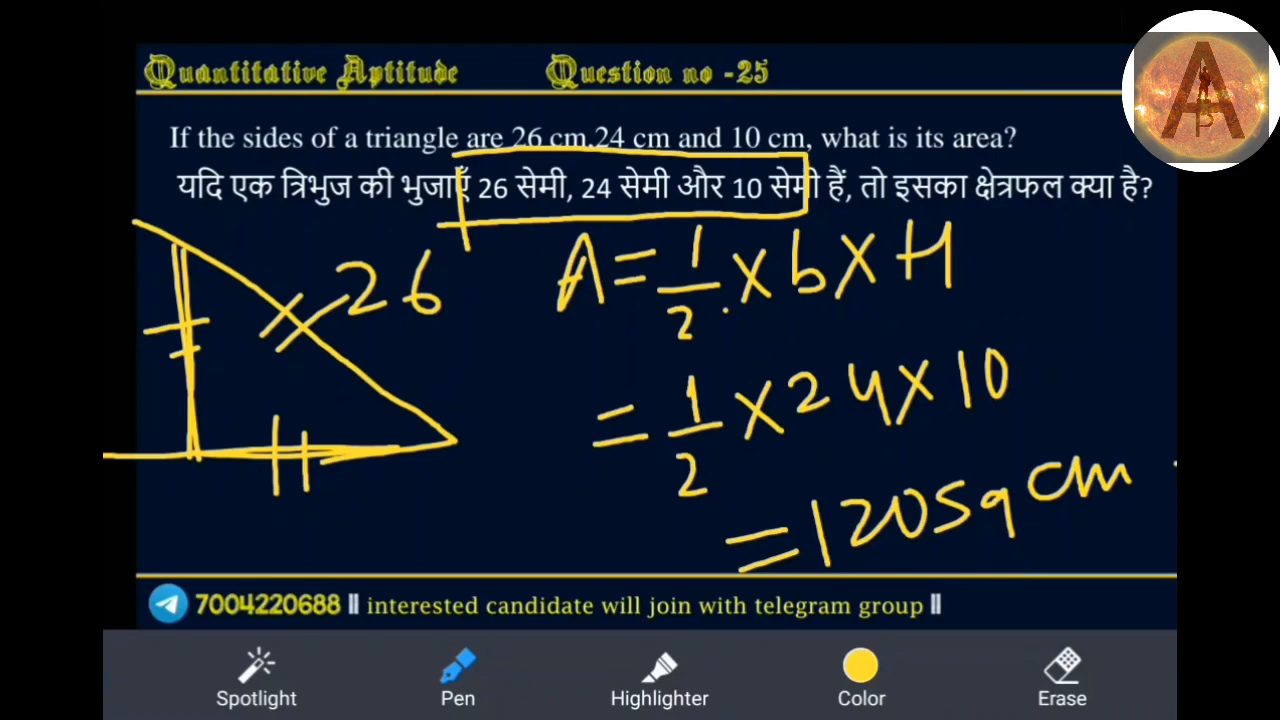 Quantitative Aptitude Question no -25
If the sides of a triangle are 26 cm,24 cm and 10 cm, what is its area?
यदि एक त्रिभुज की भुजाएँ 26 सेमी, 24 सेमी और 10 सेमी हैं, तो इसका क्षेत्रफल क्या है?
26
A = 1/2 × b × H
= 1/2 × 24 × 10
= 120 sq cm
7004220688 || interested candidate will join with telegram group ||
Spotlight Pen Highlighter Color Erase